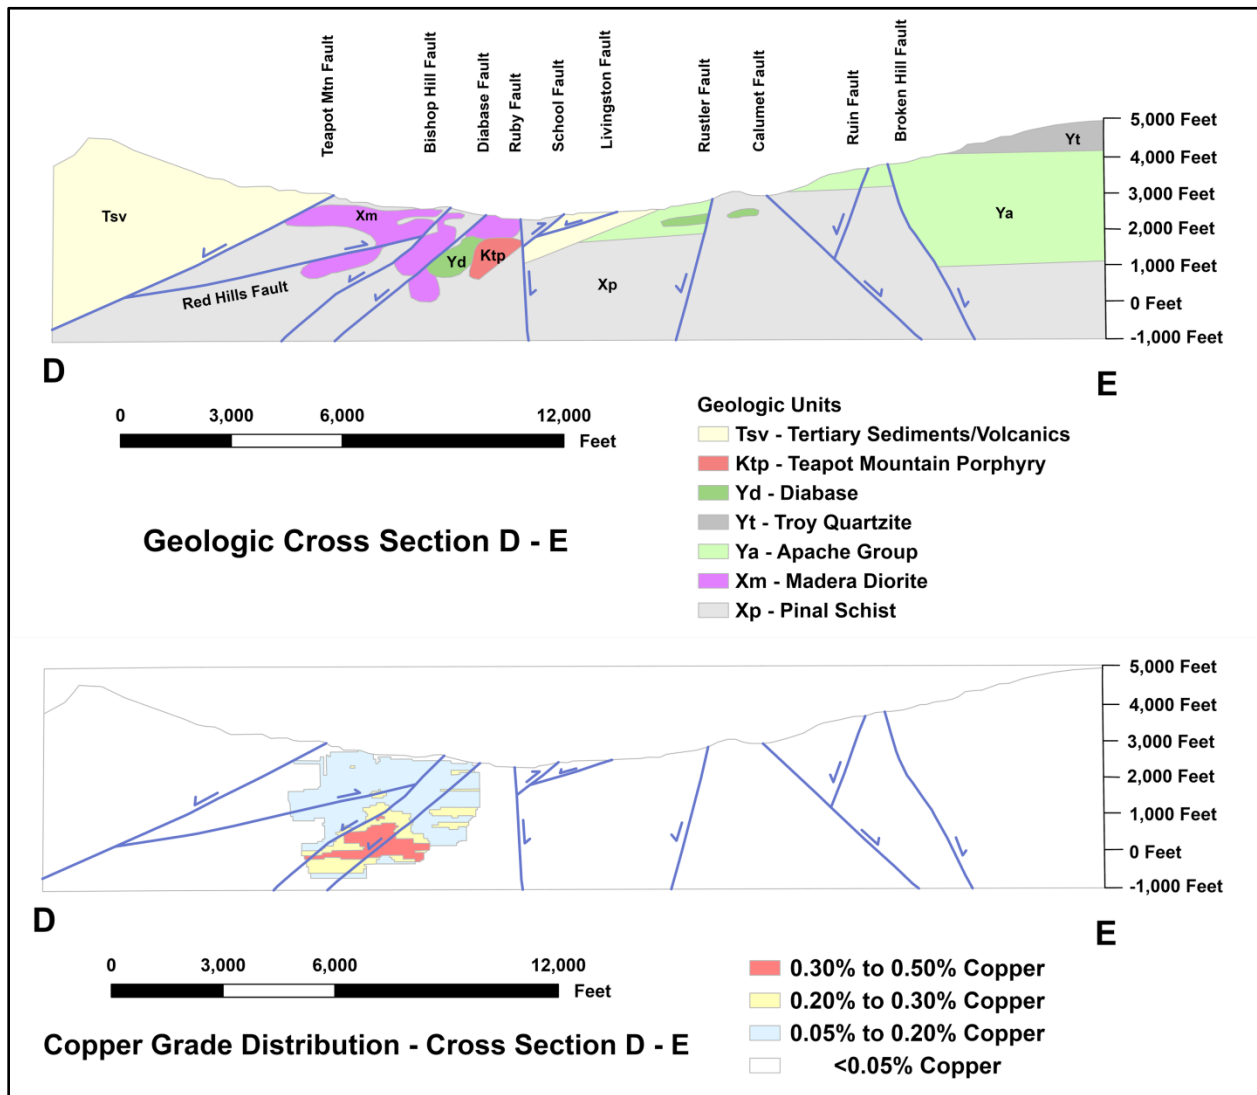 Teapot Mtn Fault
Bishop Hill Fault
Diabase Fault
Ruby Fault
School Fault
Livingston Fault
Rustler Fault
Calumet Fault
Ruin Fault
Broken Hill Fault
5,000 Feet
4,000 Feet
3,000 Feet
2,000 Feet
1,000 Feet
0 Feet
-1,000 Feet
Tsv
Xm
Yd
Ktp
Xp
Yt
Ya
Red Hills Fault
D
E
0 3,000 6,000 12,000
Feet
Geologic Cross Section D - E
Geologic Units
Tsv - Tertiary Sediments/Volcanics
Ktp - Teapot Mountain Porphyry
Yd - Diabase
Yt - Troy Quartzite
Ya - Apache Group
Xm - Madera Diorite
Xp - Pinal Schist
5,000 Feet
4,000 Feet
3,000 Feet
2,000 Feet
1,000 Feet
0 Feet
-1,000 Feet
D
E
0 3,000 6,000 12,000
Feet
Copper Grade Distribution - Cross Section D - E
0.30% to 0.50% Copper
0.20% to 0.30% Copper
0.05% to 0.20% Copper
<0.05% Copper